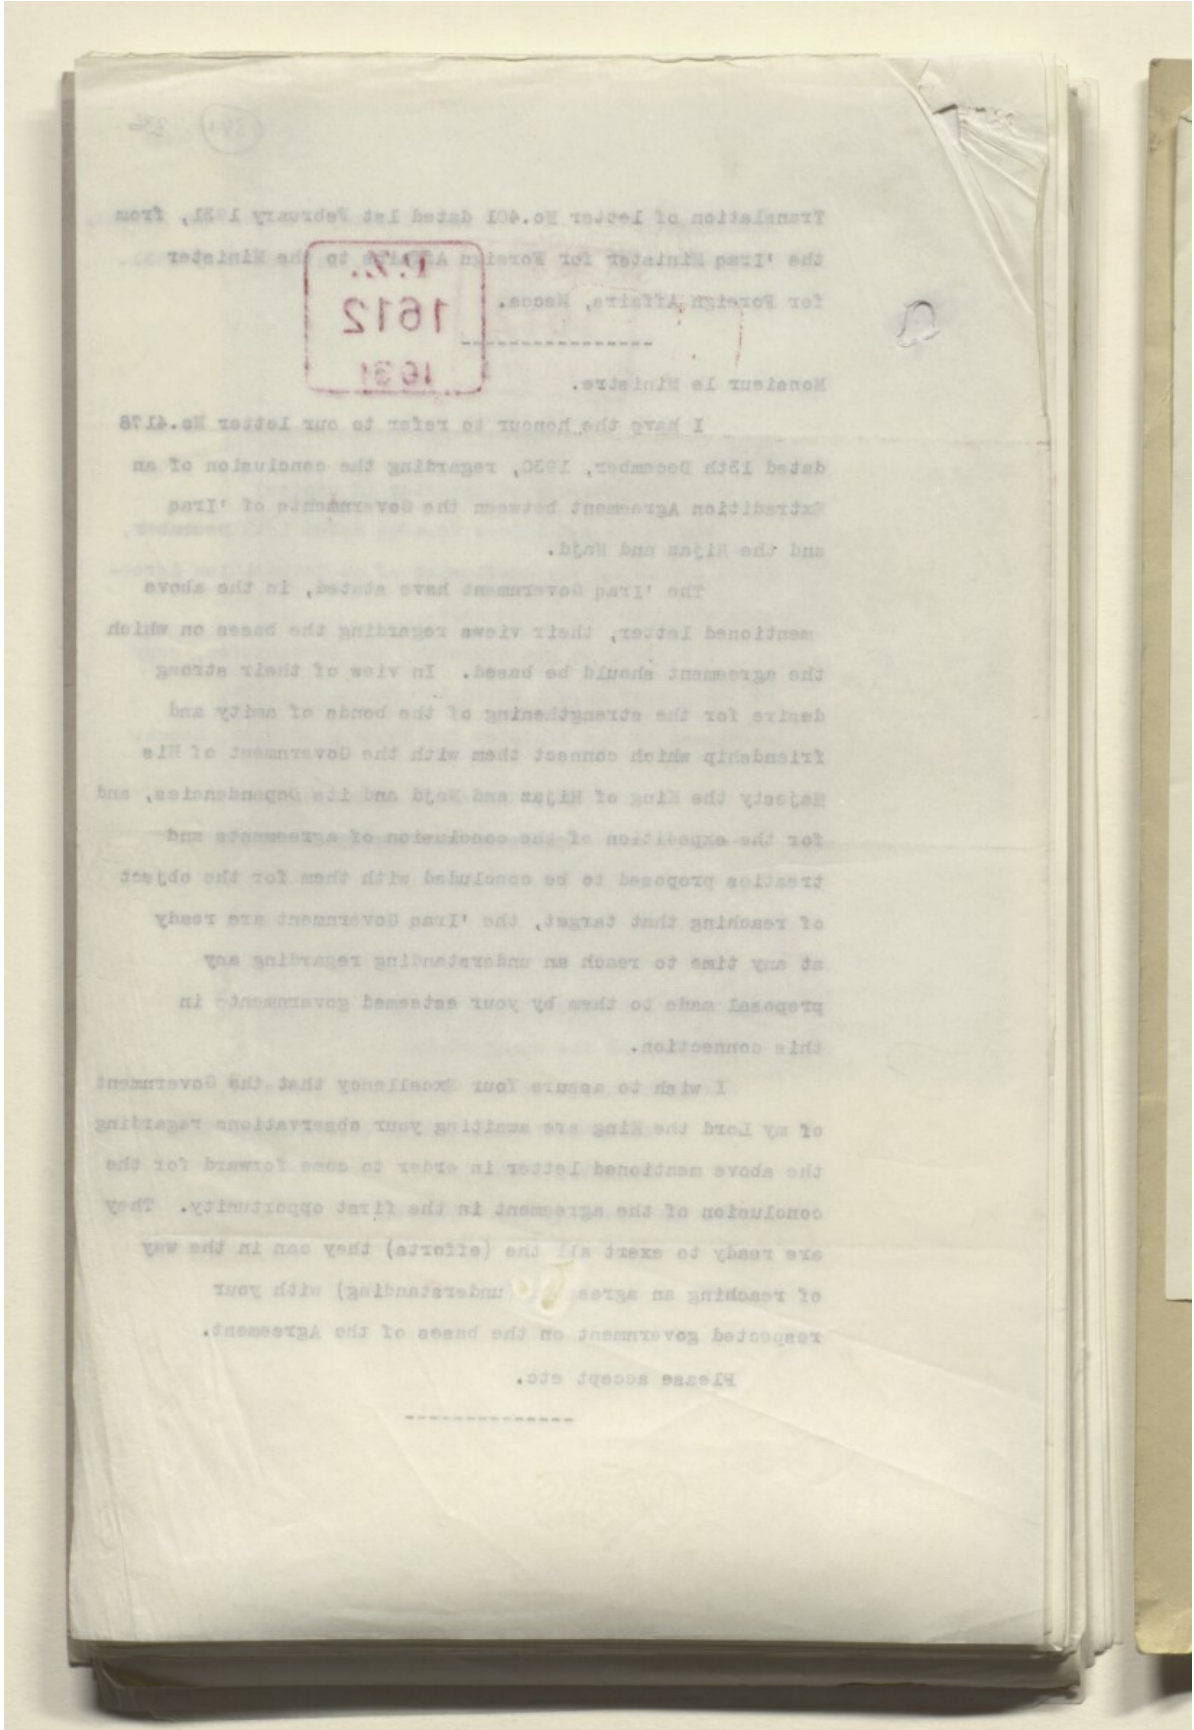 Translation of letter No.401 dated 1st February 1931, from
the 'Iraq Minister for Foreign Affairs to the Minister
for Foreign Affairs, Mecca.
P.Z.
1612
1931
----------------
Monsieur le Ministre.
I have the honour to refer to our letter No.4178
dated 13th December, 1930, regarding the conclusion of an
Extradition Agreement between the Governments of 'Iraq
and the Hijaz and Najd.
The 'Iraq Government have stated, in the above
mentioned letter, their views regarding the bases on which
the agreement should be based. In view of their strong
desire for the strengthening of the bonds of amity and
friendship which connect them with the Government of His
Majesty the King of Hijaz and Najd and its Dependencies, and
for the expedition of the conclusion of agreements and
treaties proposed to be concluded with them for the object
of reaching that target, the 'Iraq Government are ready
at any time to reach an understanding regarding any
proposal made to them by your esteemed government in
this connection.
I wish to assure Your Excellency that the Government
of my Lord the King are awaiting your observations regarding
the above mentioned letter in order to come forward for the
conclusion of the agreement in the first opportunity. They
are ready to exert all the (efforts) they can in the way
of reaching an understanding) with your
respected government on the bases of the Agreement.
Please accept etc.
--------------